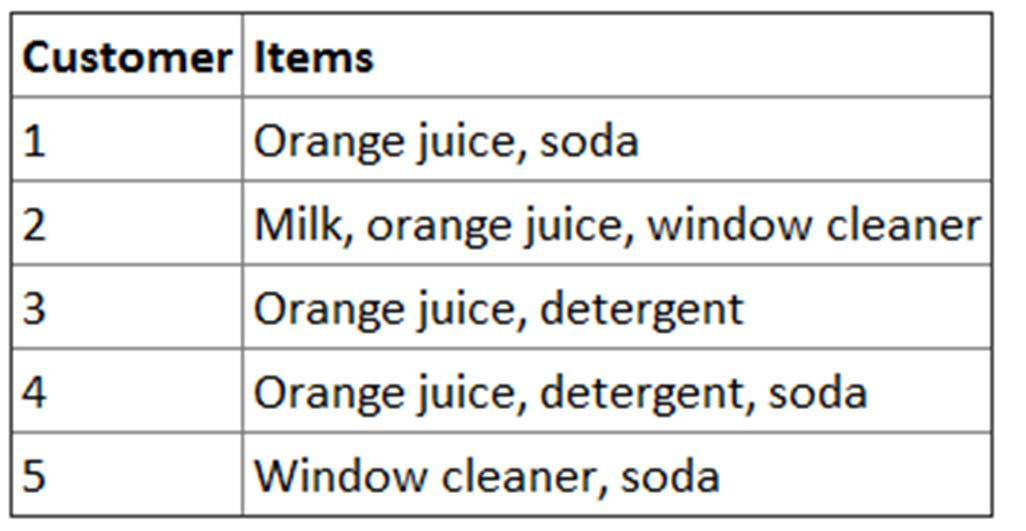 Customer Items
1 Orange juice, soda
2 Milk, orange juice, window cleaner
3 Orange juice, detergent
4 Orange juice, detergent, soda
5 Window cleaner, soda